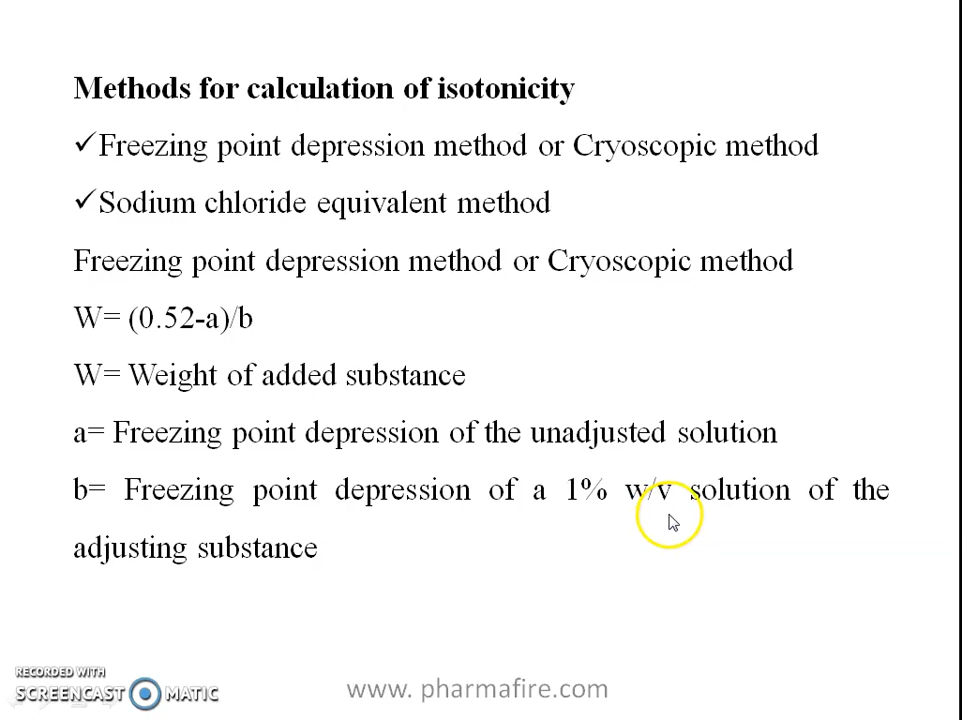 Methods for calculation of isotonicity
✓Freezing point depression method or Cryoscopic method
✓Sodium chloride equivalent method
Freezing point depression method or Cryoscopic method
W= (0.52-a)/b
W= Weight of added substance
a= Freezing point depression of the unadjusted solution
b= Freezing point depression of a 1% w/v solution of the
adjusting substance
RECORDED WITH
SCREENCAST MATIC
www. pharmafire.com